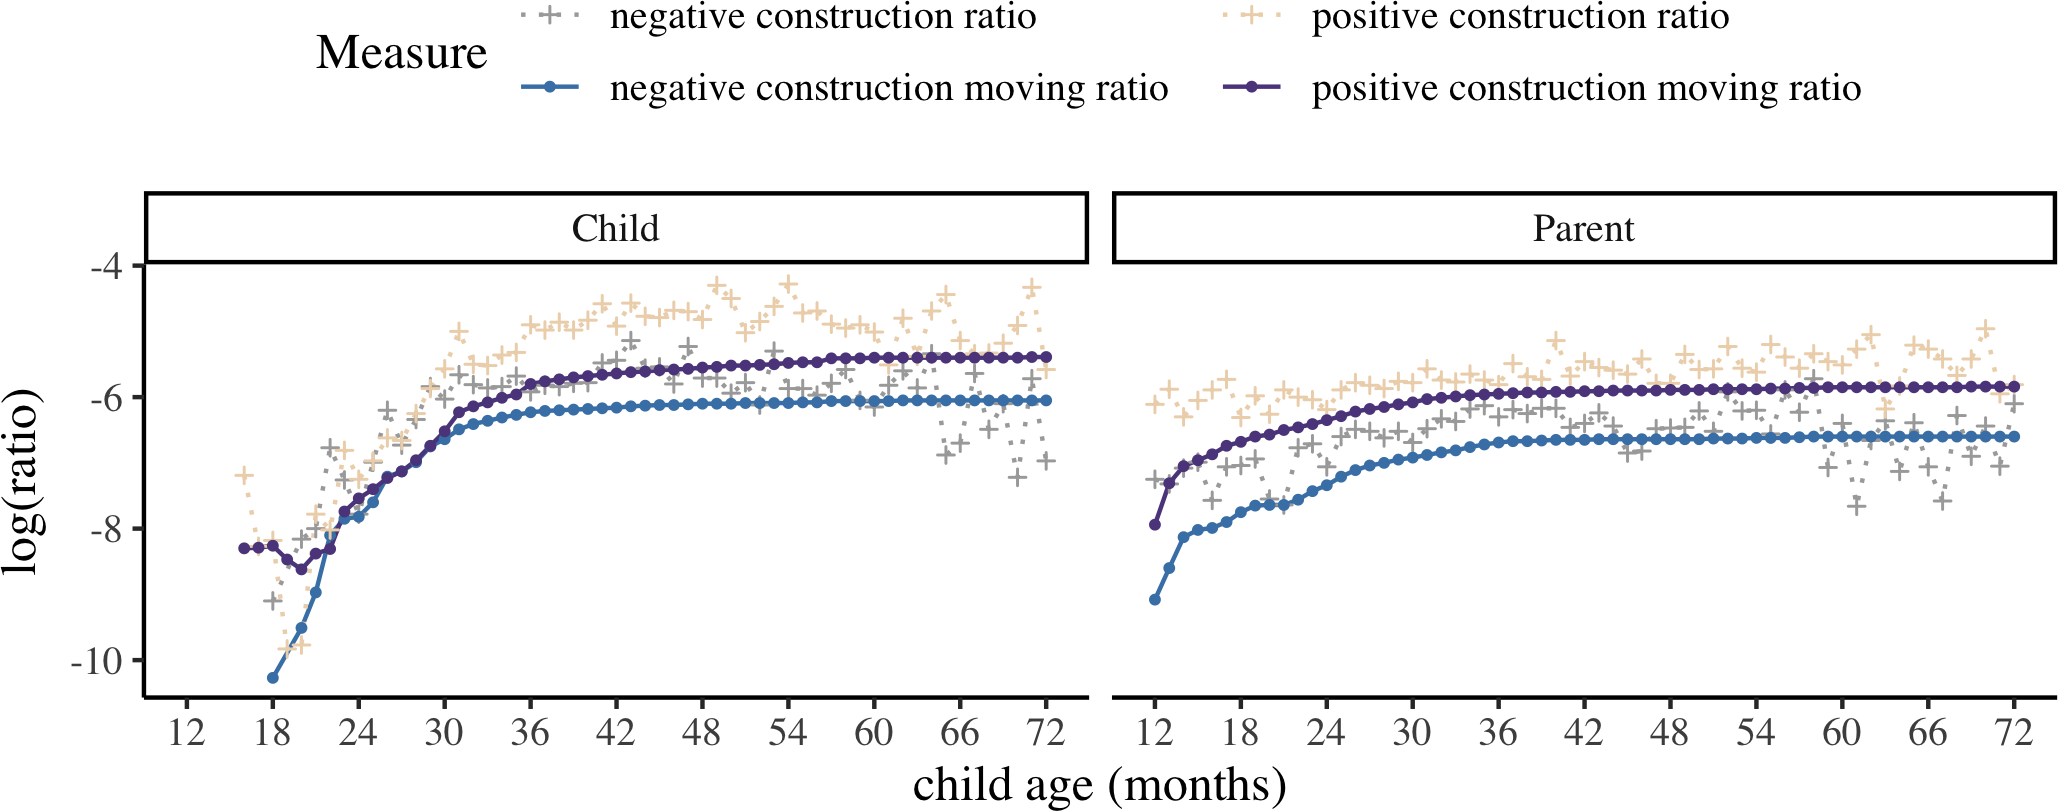 negative construction ratio positive construction ratio
Measure
negative construction moving ratio positive construction moving ratio
Child Parent
-4
-6
-8
-10
log(ratio)
12 18 24 30 36 42 48 54 60 66 72 12 18 24 30 36 42 48 54 60 66 72
child age (months)